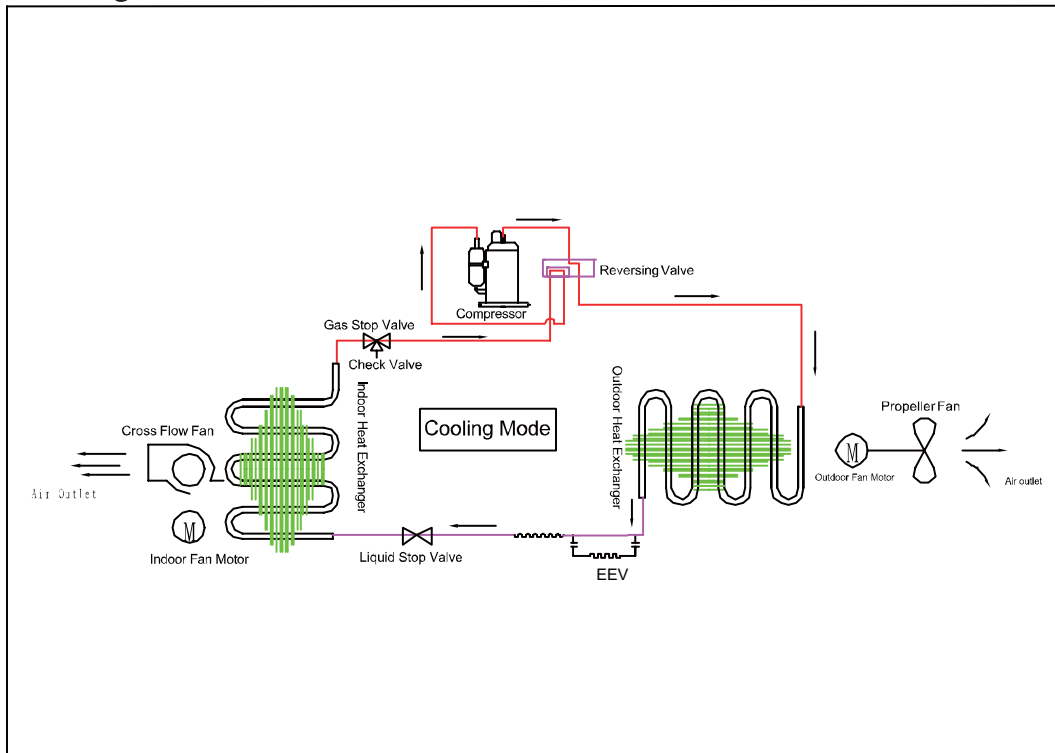 Reversing Valve
Compressor
Gas Stop Valve
Check Valve
Indoor Heat Exchanger
Outdoor Heat Exchanger
Cooling Mode
Propeller Fan
Cross Flow Fan
M
Outdoor Fan Motor
Air outlet
Air Outlet
M
Indoor Fan Motor
Liquid Stop Valve
EEV